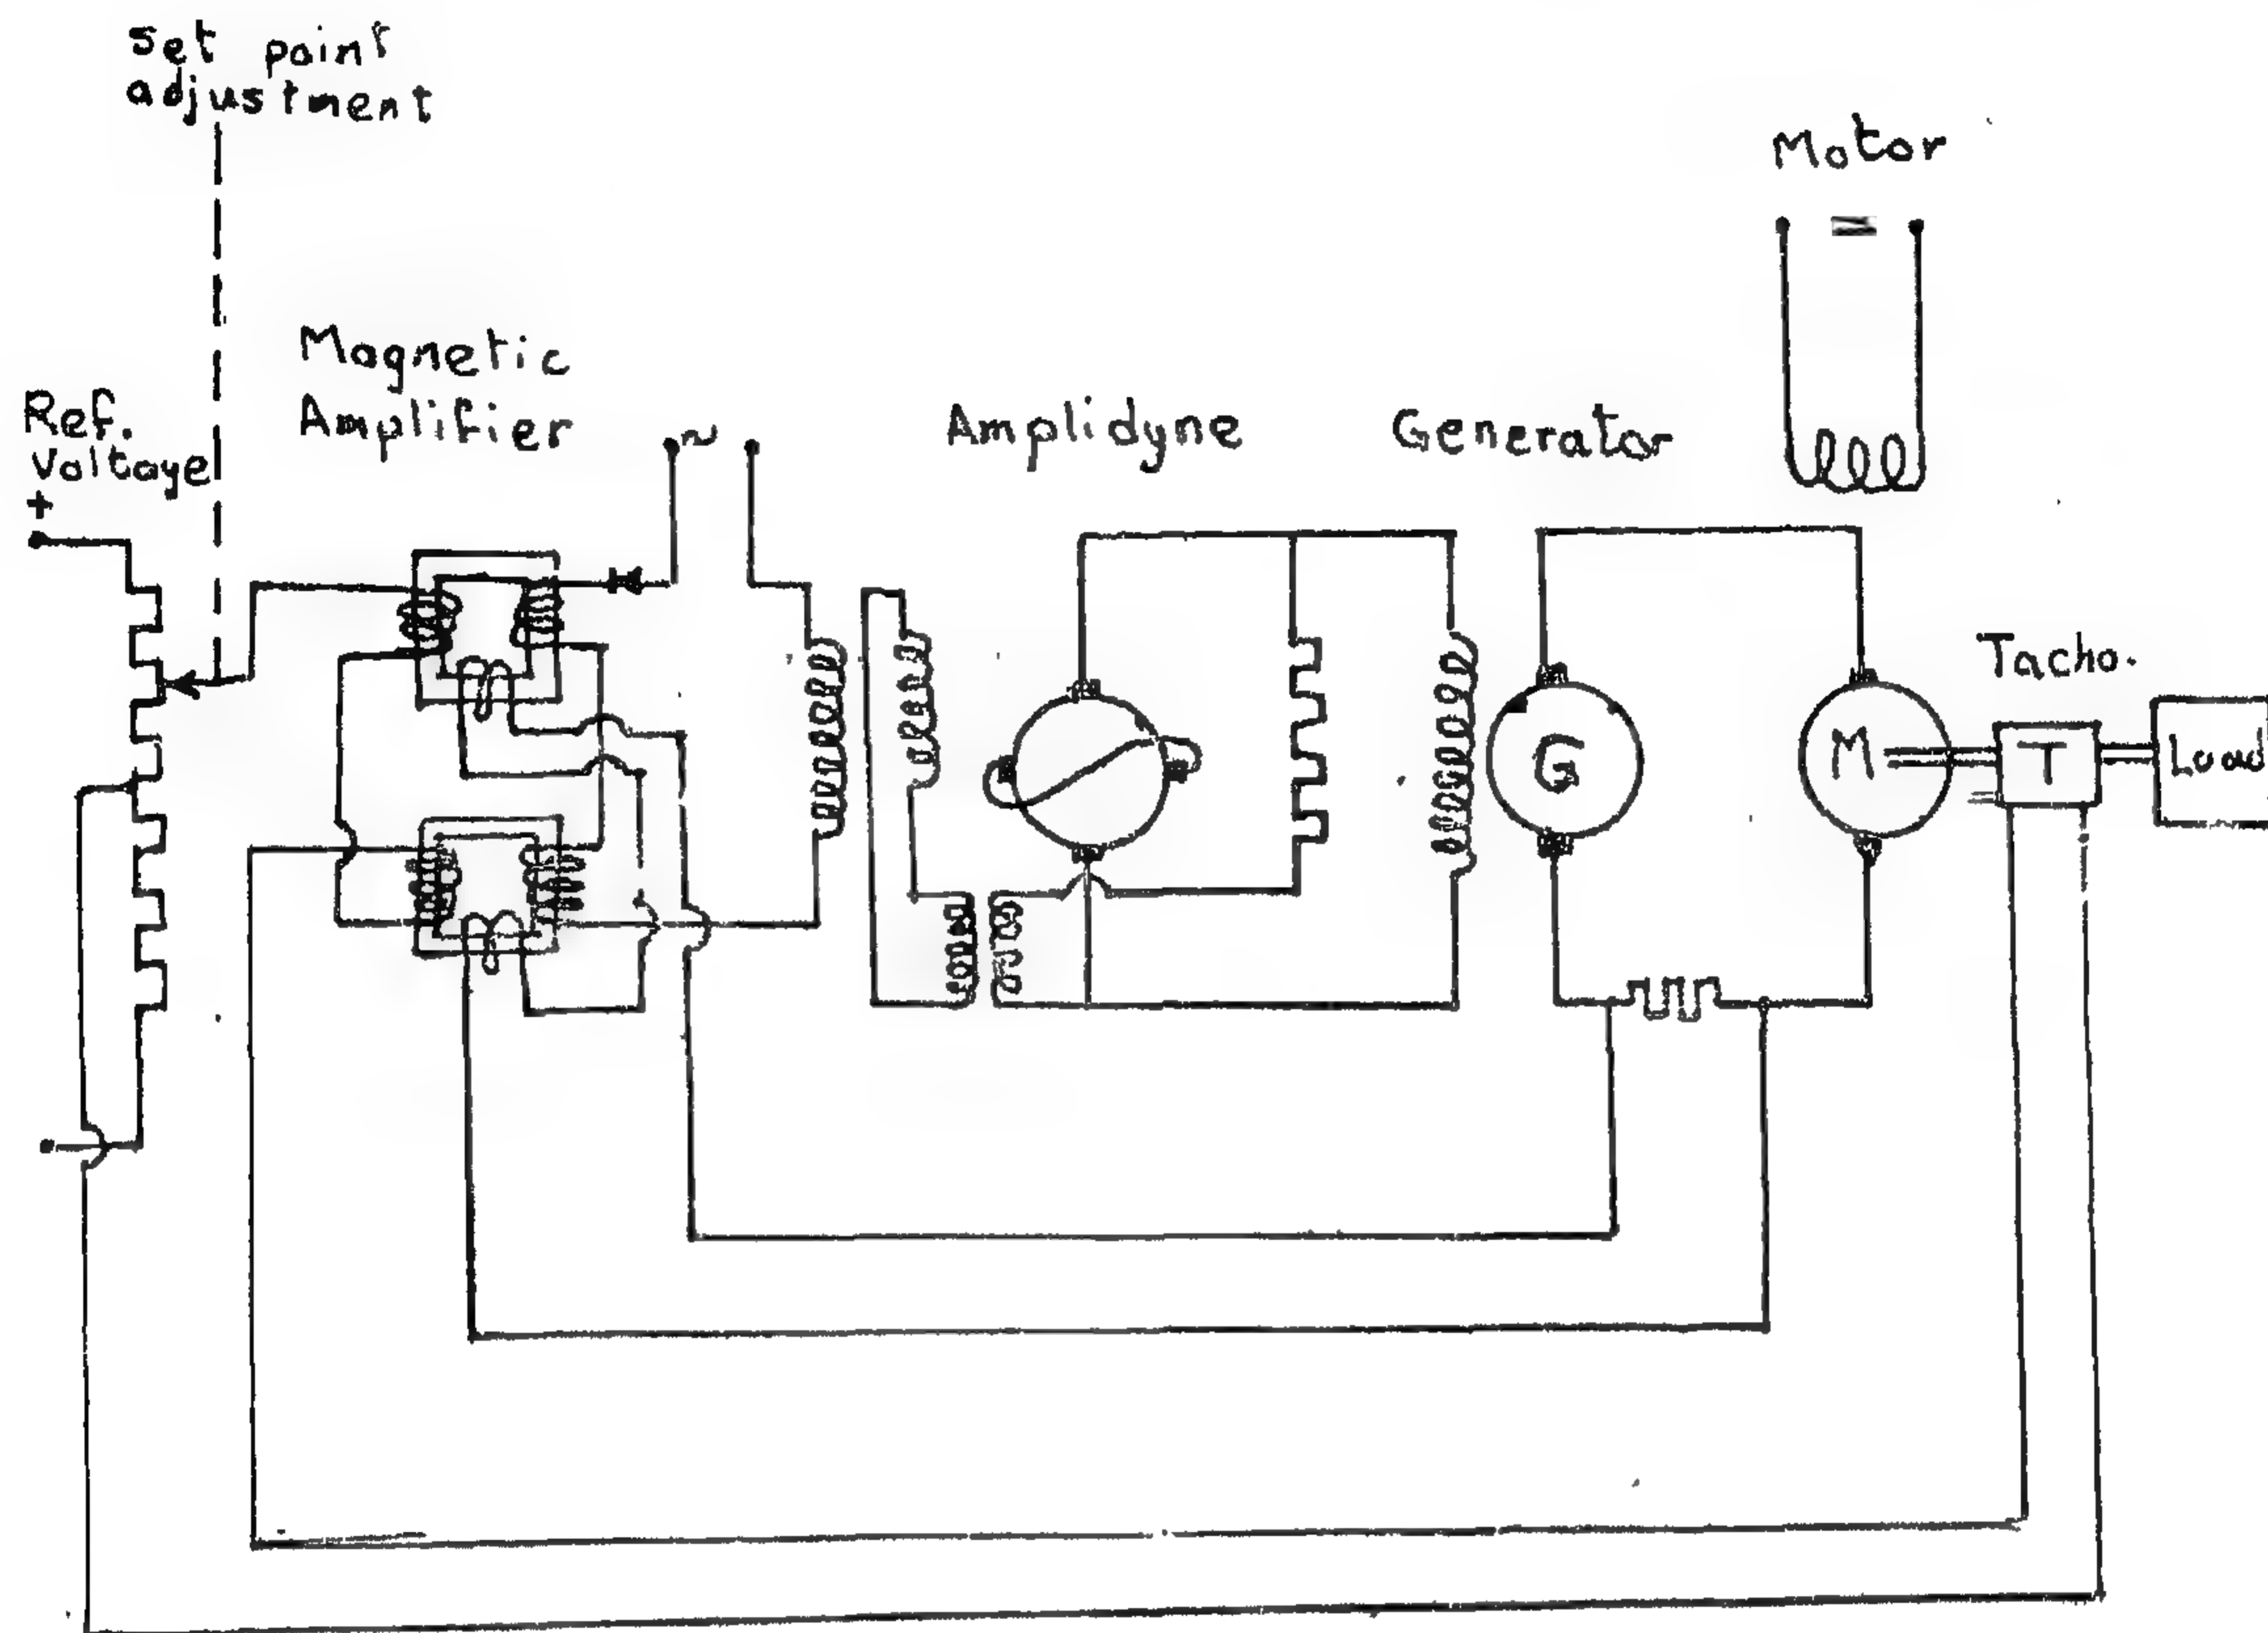 Set point
adjustment
Motor
=
Magnetic
Amplifier
Ref.
Voltage
+
~
Amplidyne
Generator
Tacho.
G
M
T
Load